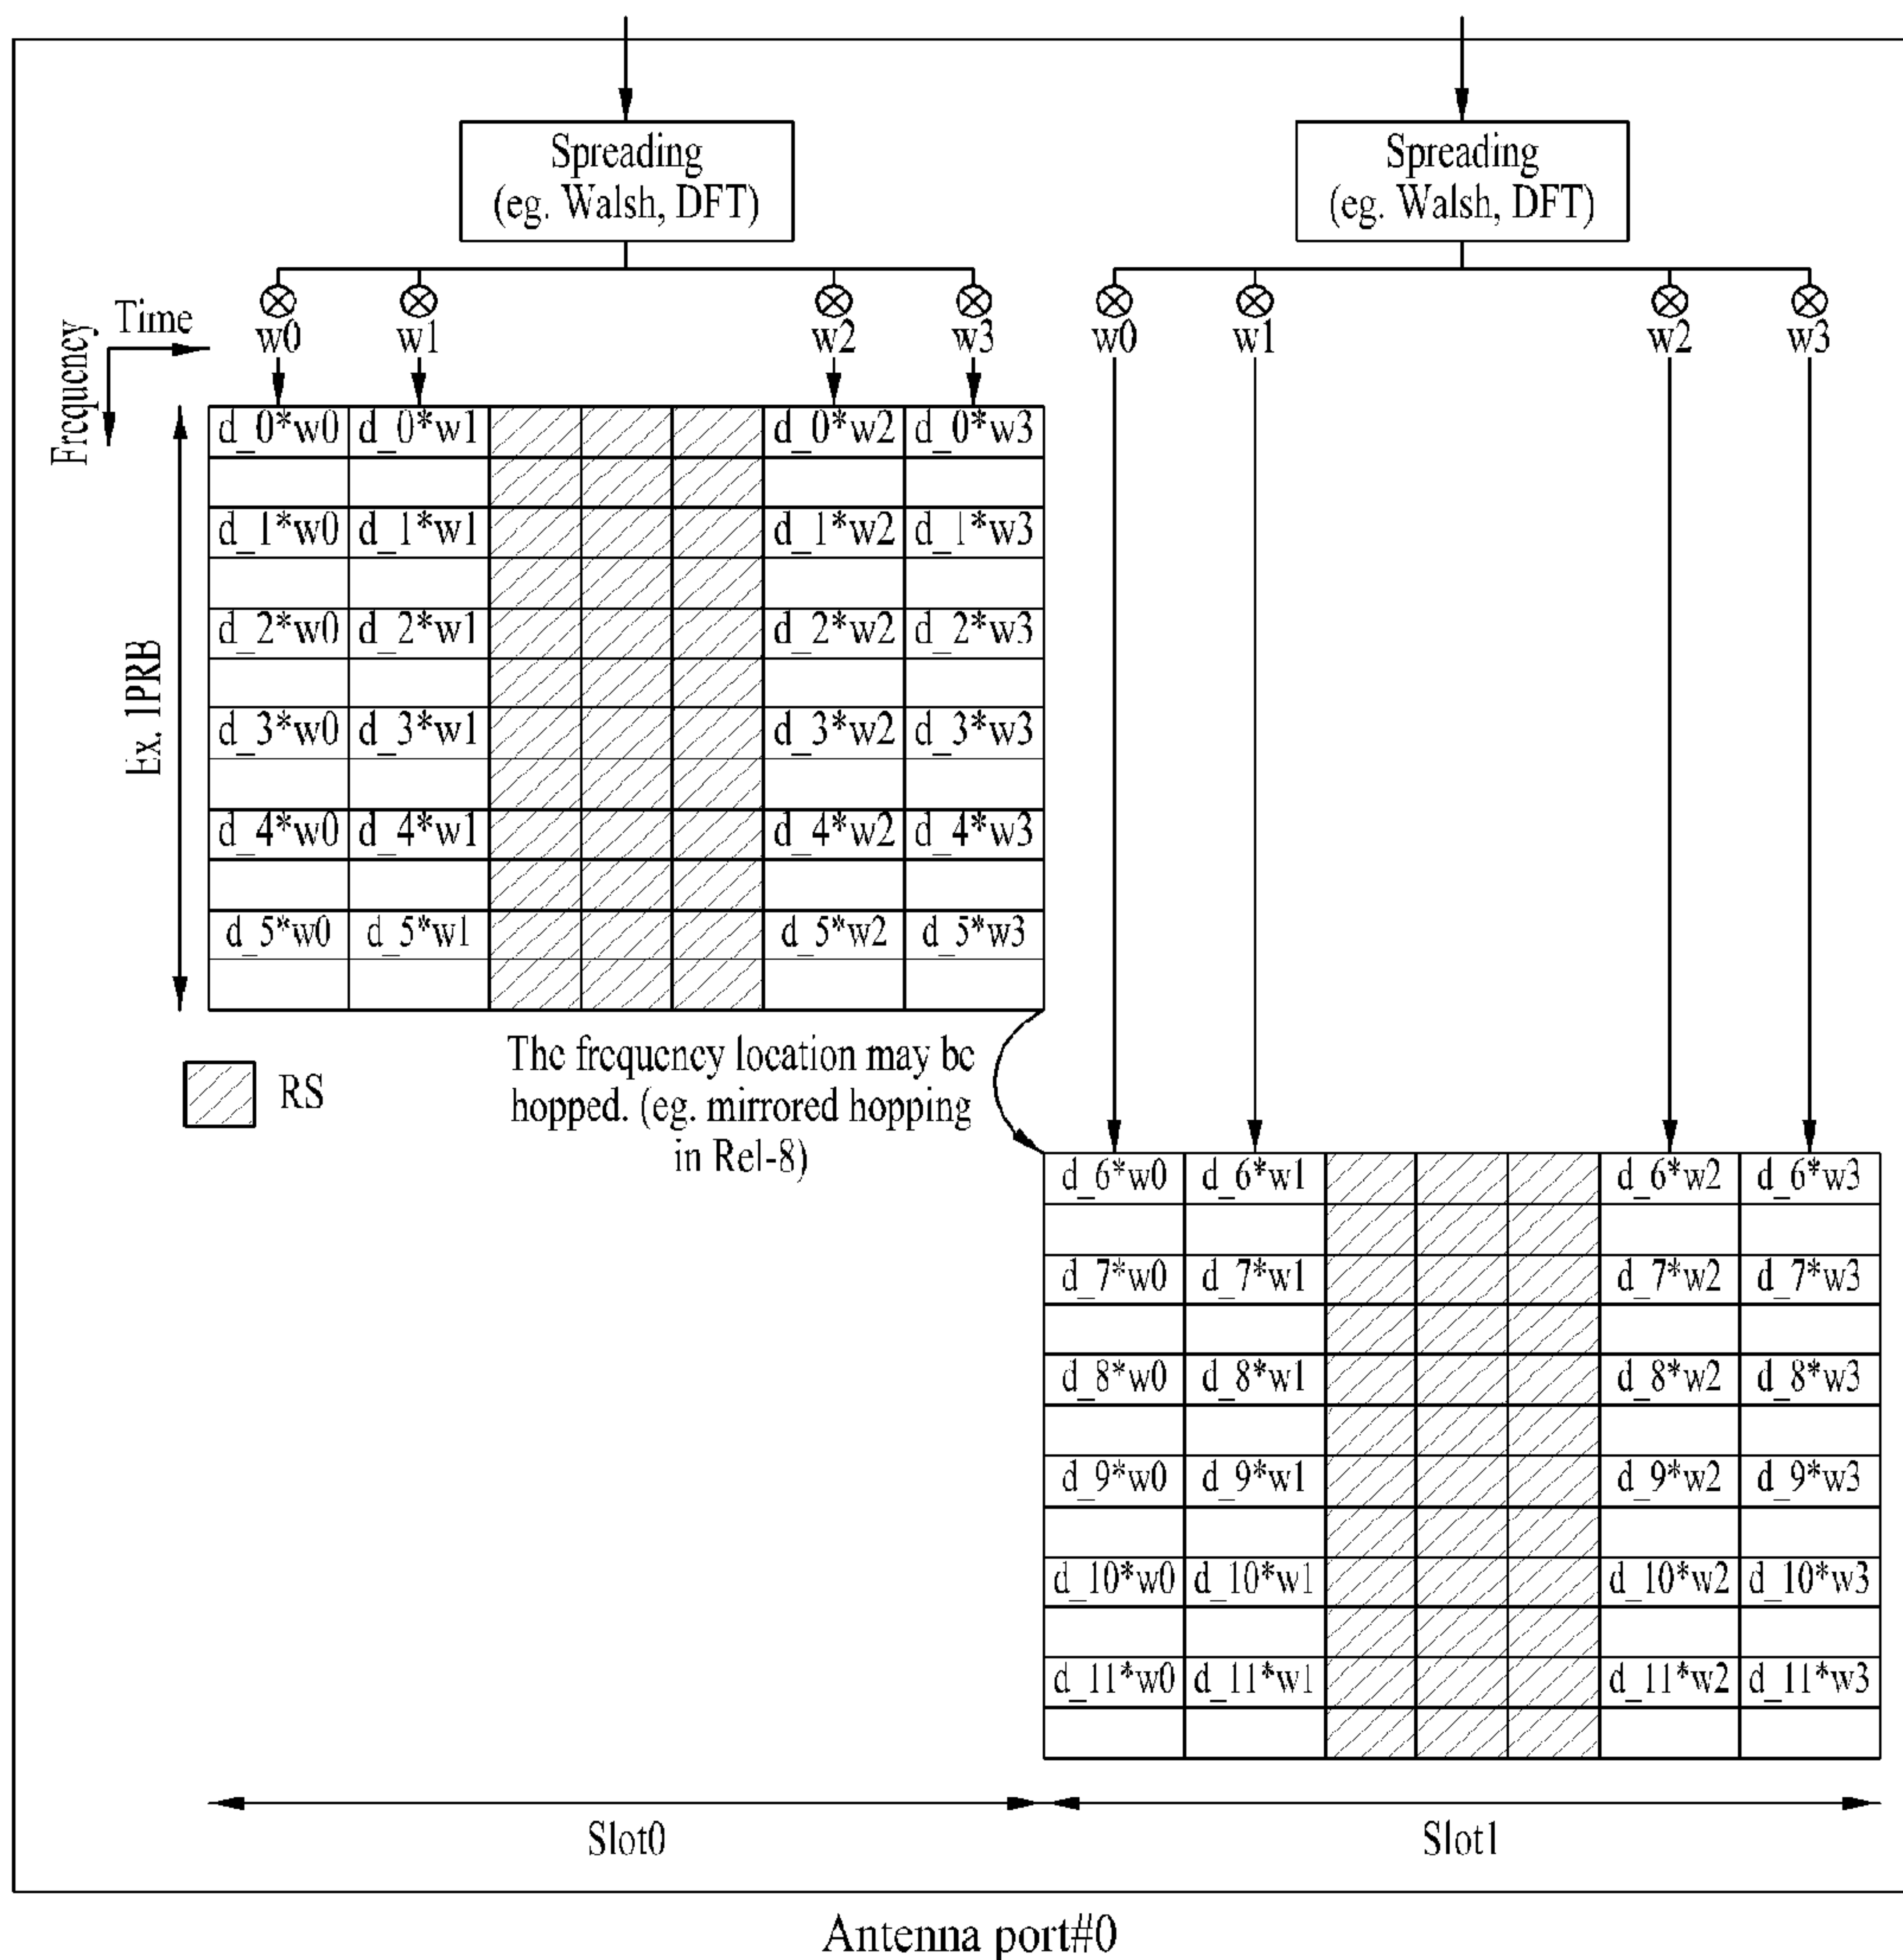 Spreading
(eg. Walsh, DFT)
Spreading
(eg. Walsh, DFT)
Time
Frequency
w0 w1 w2 w3 w0 w1 w2 w3
d_0*w0 d_0*w1 d_0*w2 d_0*w3
d_1*w0 d_1*w1 d_1*w2 d_1*w3
d_2*w0 d_2*w1 d_2*w2 d_2*w3
d_3*w0 d_3*w1 d_3*w2 d_3*w3
d_4*w0 d_4*w1 d_4*w2 d_4*w3
d_5*w0 d_5*w1 d_5*w2 d_5*w3
Ex. 1PRB
RS
The frequency location may be
hopped. (eg. mirrored hopping
in Rel-8)
d_6*w0 d_6*w1 d_6*w2 d_6*w3
d_7*w0 d_7*w1 d_7*w2 d_7*w3
d_8*w0 d_8*w1 d_8*w2 d_8*w3
d_9*w0 d_9*w1 d_9*w2 d_9*w3
d_10*w0 d_10*w1 d_10*w2 d_10*w3
d_11*w0 d_11*w1 d_11*w2 d_11*w3
Slot0
Slot1
Antenna port#0